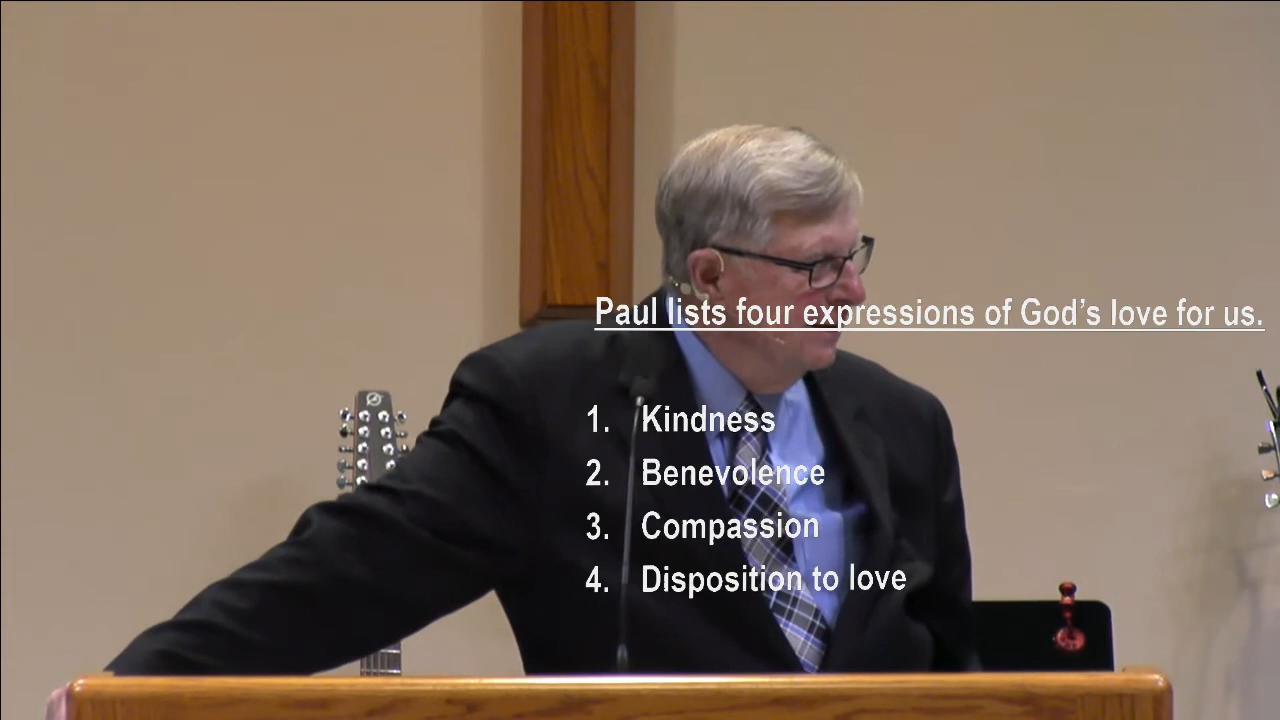 Paul lists four expressions of God's love for us.
1. Kindness
2. Benevolence
3. Compassion
4. Disposition to love